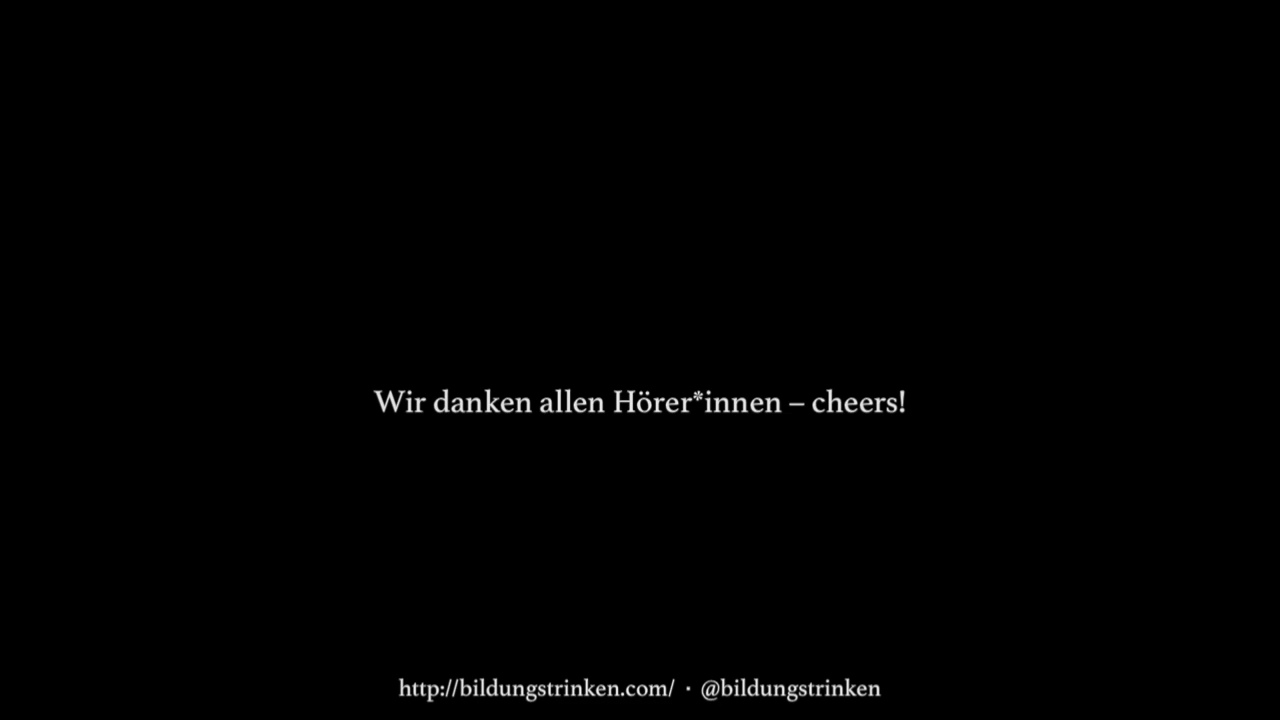 Wir danken allen Hörer*innen – cheers!
http://bildungstrinken.com/ · @bildungstrinken